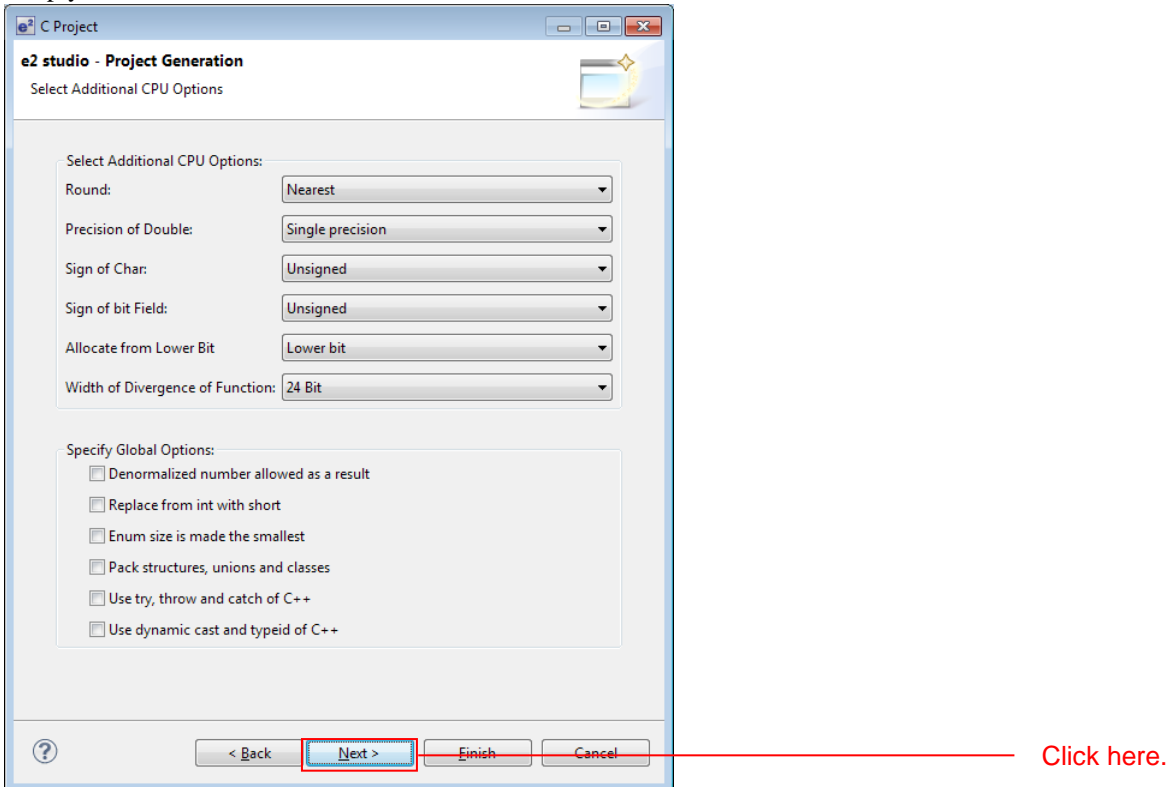 e² C Project
e2 studio - Project Generation
Select Additional CPU Options
Select Additional CPU Options:
Round: Nearest
Precision of Double: Single precision
Sign of Char: Unsigned
Sign of bit Field: Unsigned
Allocate from Lower Bit Lower bit
Width of Divergence of Function: 24 Bit
Specify Global Options:
Denormalized number allowed as a result
Replace from int with short
Enum size is made the smallest
Pack structures, unions and classes
Use try, throw and catch of C++
Use dynamic cast and typeid of C++
? < Back Next > Finish Cancel Click here.